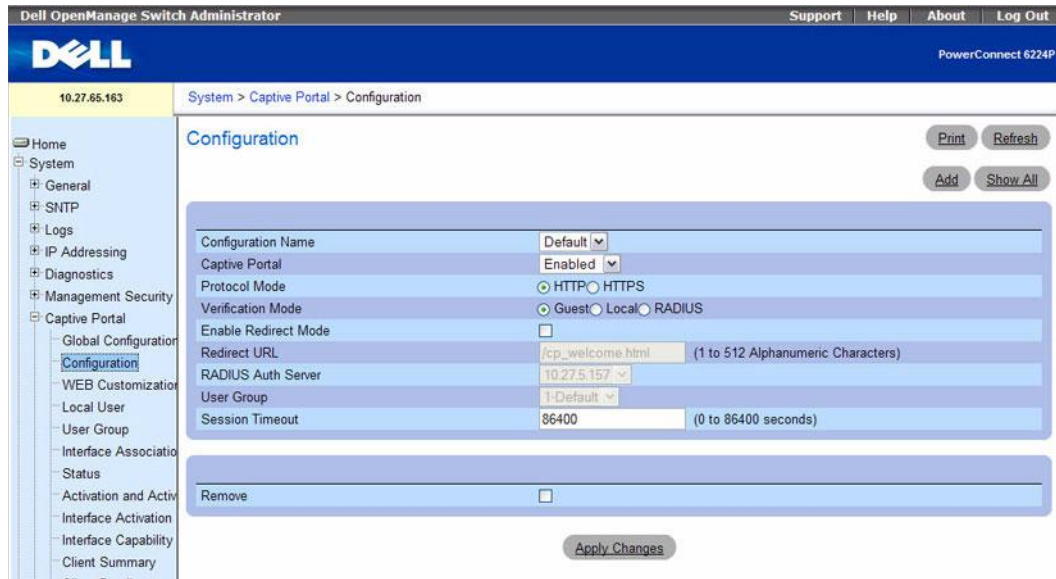 Dell OpenManage Switch Administrator
Support Help About Log Out
DELL
PowerConnect 6224P
10.27.65.163
System > Captive Portal > Configuration
Home
System
General
SNTP
Logs
IP Addressing
Diagnostics
Management Security
Captive Portal
Global Configuration
Configuration
WEB Customization
Local User
User Group
Interface Associatio
Status
Activation and Activ
Interface Activation
Interface Capability
Client Summary
Configuration
Print Refresh
Add Show All
Configuration Name Default
Captive Portal Enabled
Protocol Mode HTTP HTTPS
Verification Mode Guest Local RADIUS
Enable Redirect Mode
Redirect URL /cp_welcome.html (1 to 512 Alphanumeric Characters)
RADIUS Auth Server 10.27.5.157
User Group 1-Default
Session Timeout 86400 (0 to 86400 seconds)
Remove
Apply Changes